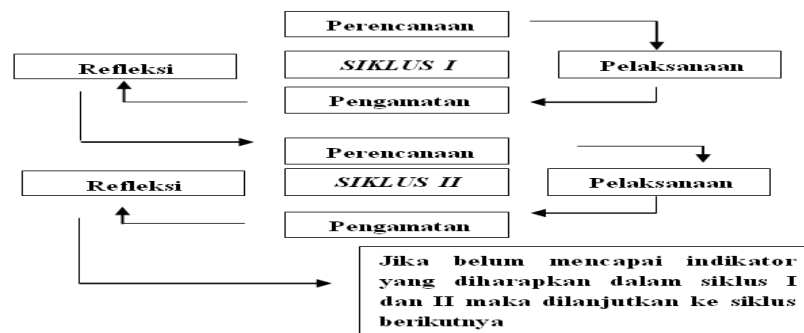 Perencanaan
Refleksi
SIKLUS I
Pelaksanaan
Pengamatan
Perencanaan
Refleksi
SIKLUS II
Pelaksanaan
Pengamatan
Jika belum mencapai indikator
yang diharapkan dalam siklus I
dan II maka dilanjutkan ke siklus
berikutnya